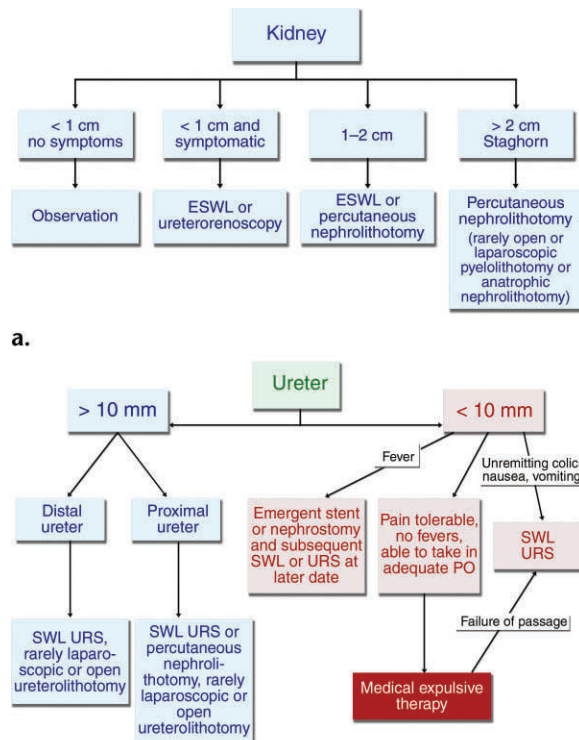 Kidney
< 1 cm
no symptoms
< 1 cm and
symptomatic
1–2 cm
> 2 cm
Staghorn
Observation
ESWL or
ureterorenoscopy
ESWL or
percutaneous
nephrolithotomy
Percutaneous
nephrolithotomy
(rarely open or
laparoscopic
pyelolithotomy or
anatrophic
nephrolithotomy)
a.
Ureter
> 10 mm
< 10 mm
Fever
Unremitting colic,
nausea, vomiting
Distal
ureter
Proximal
ureter
Emergent stent
or nephrostomy
and subsequent
SWL or URS at
later date
Pain tolerable,
no fevers,
able to take in
adequate PO
SWL
URS
SWL URS,
rarely laparo-
scopic or open
ureterolithotomy
SWL URS or
percutaneous
nephroli-
thotomy, rarely
laparoscopic or
open
ureterolithotomy
Failure of passage
Medical expulsive
therapy